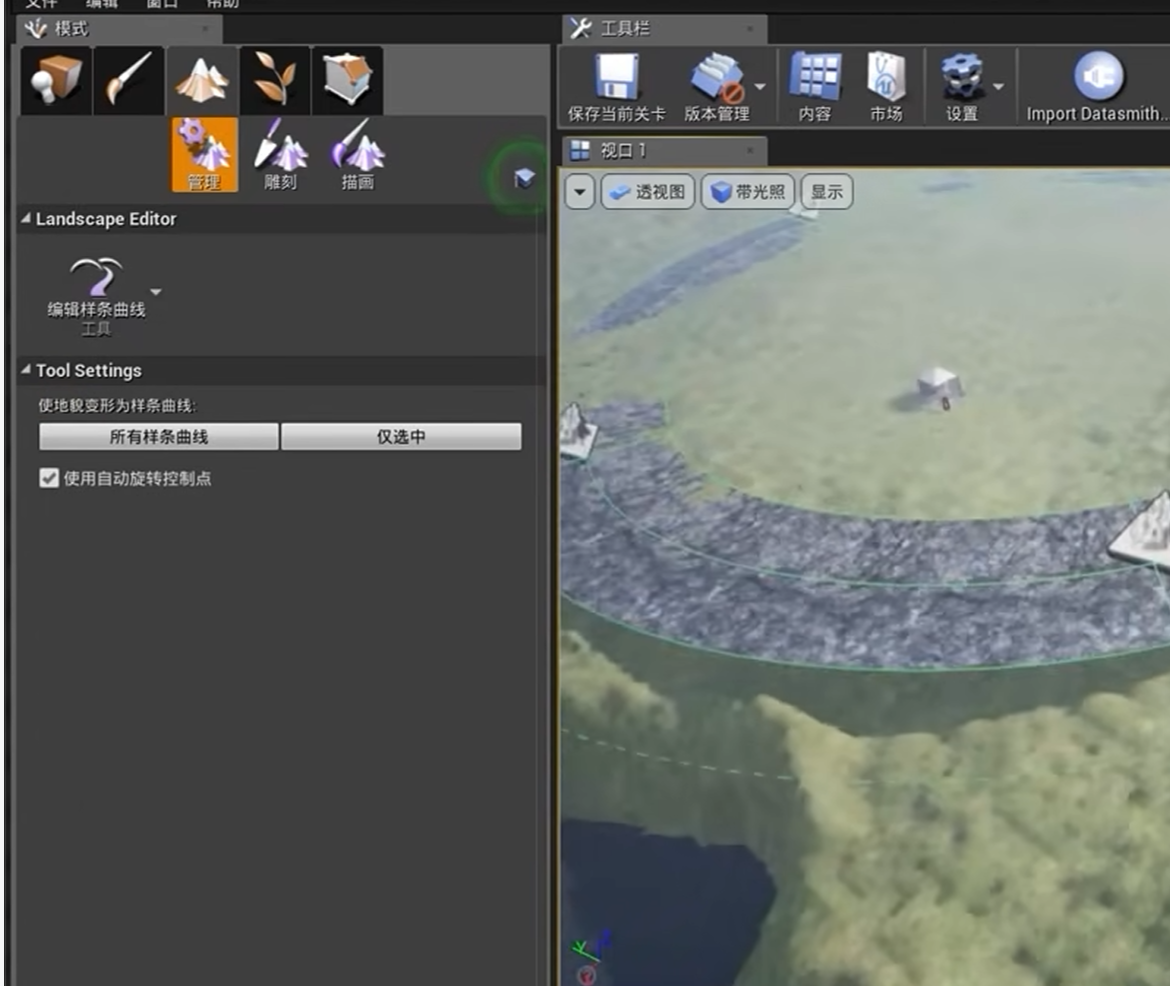 文件 编辑 窗口 帮助
模式
工具栏
保存当前关卡 版本管理 内容 市场 设置 Import Datasmith...
管理 雕刻 描画
视口 1
透视图 带光照 显示
Landscape Editor
编辑样条曲线
工具
Tool Settings
使地貌变形为样条曲线:
所有样条曲线 仅选中
使用自动旋转控制点